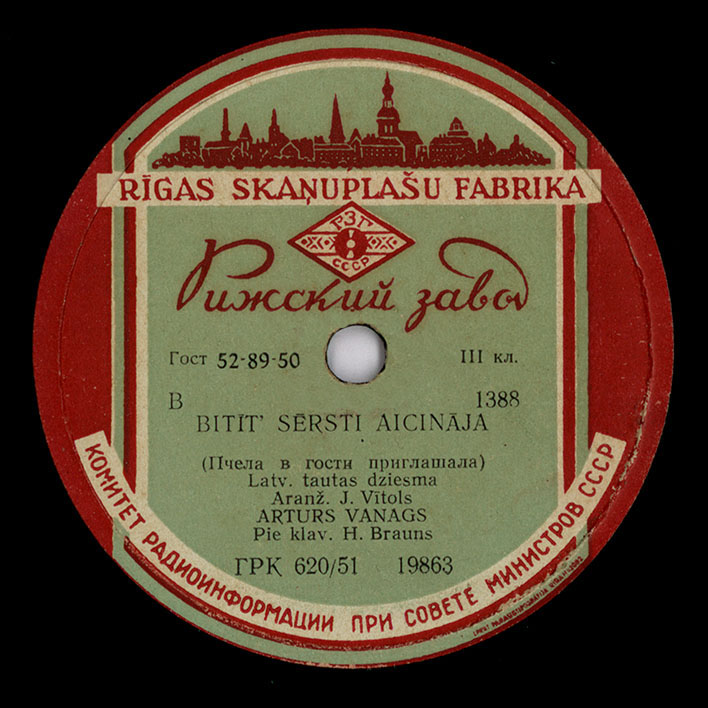 RĪGAS SKAŅUPLAŠU FABRIKA
РЗГ
СССР
Рижский завод
Гост 52-89-50 III кл.
В 1388
BITĪT' SĒRSTI AICINĀJA
(Пчела в гости приглашала)
Latv. tautas dziesma
Aranž. J. Vītols
ARTURS VANAGS
Pie klav. H. Brauns
ГРК 620/51 19863
КОМИТЕТ РАДИОИНФОРМАЦИИ ПРИ СОВЕТЕ МИНИСТРОВ СССР